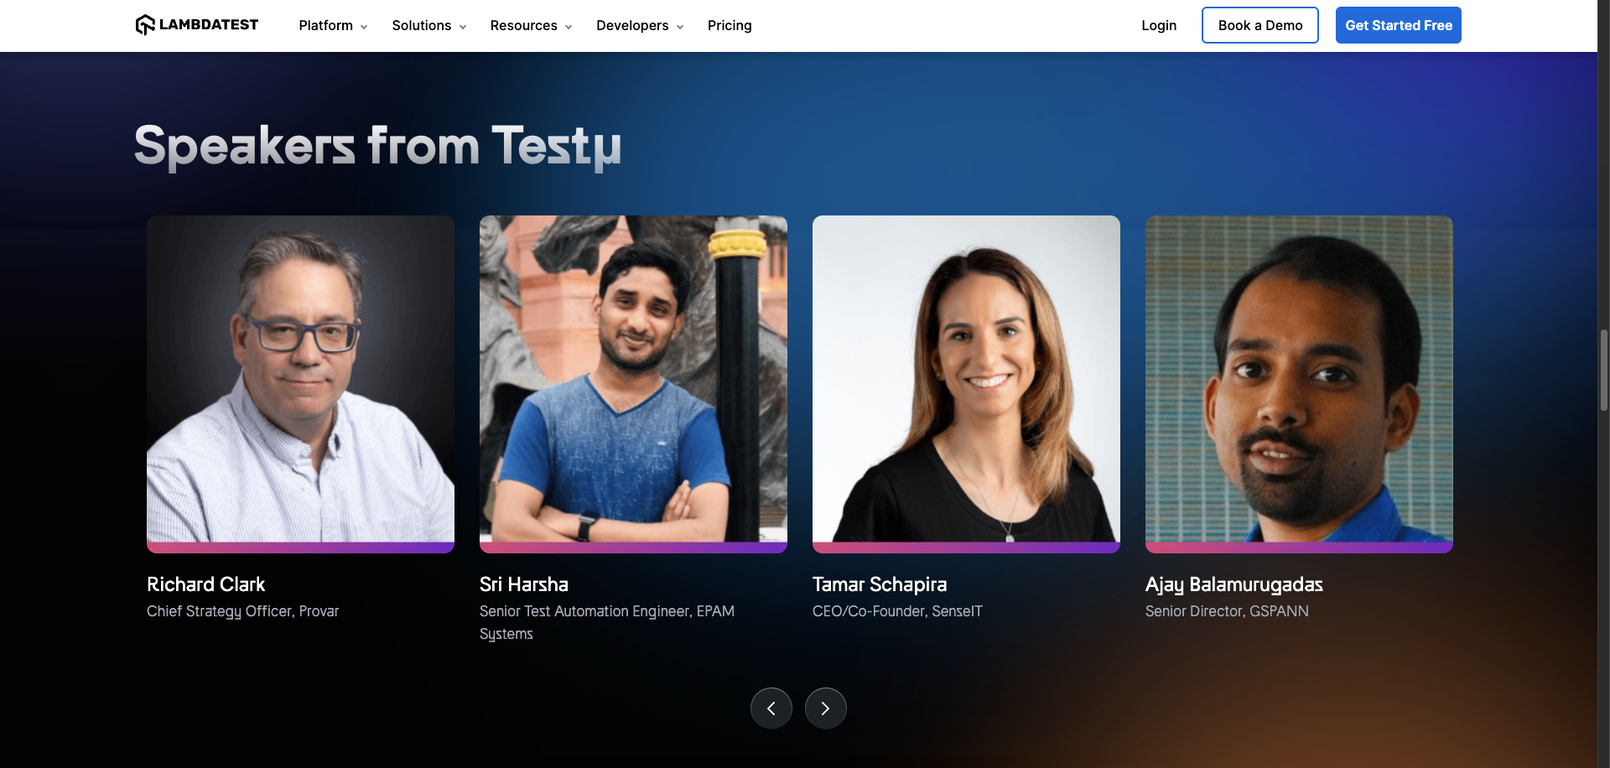 LAMBDATEST
Platform
Solutions
Resources
Developers
Pricing
Login
Book a Demo
Get Started Free
Speakers from Testμ
Richard Clark
Chief Strategy Officer, Provar
Sri Harsha
Senior Test Automation Engineer, EPAM
Systems
Tamar Schapira
CEO/Co-Founder, SenseIT
Ajay Balamurugadas
Senior Director, GSPANN